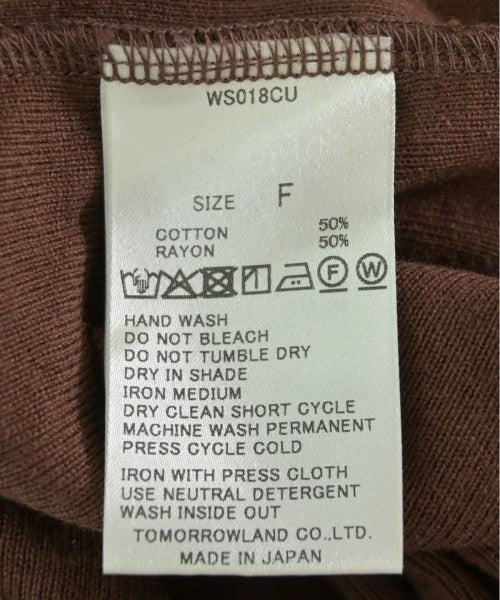 WS018CU
SIZE F
COTTON 50%
RAYON 50%
F W
HAND WASH
DO NOT BLEACH
DO NOT TUMBLE DRY
DRY IN SHADE
IRON MEDIUM
DRY CLEAN SHORT CYCLE
MACHINE WASH PERMANENT
PRESS CYCLE COLD
IRON WITH PRESS CLOTH
USE NEUTRAL DETERGENT
WASH INSIDE OUT
TOMORROWLAND CO.,LTD.
MADE IN JAPAN